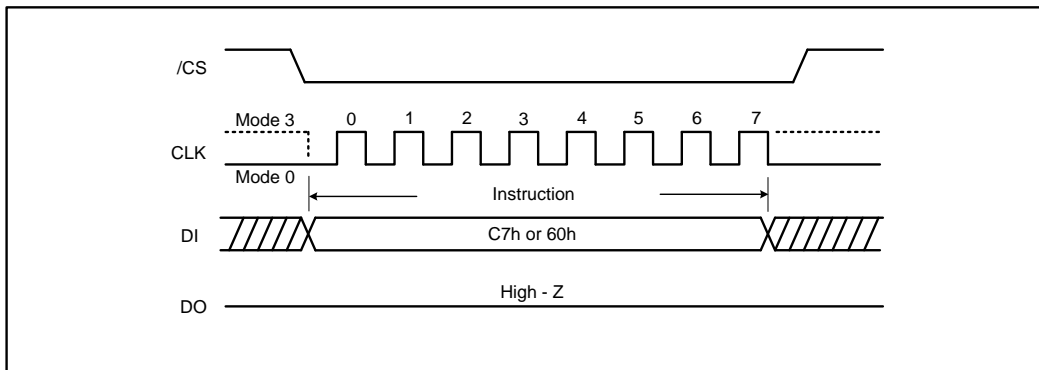 /CS
Mode 3 0 1 2 3 4 5 6 7
CLK
Mode 0
Instruction
DI C7h or 60h
High - Z
DO